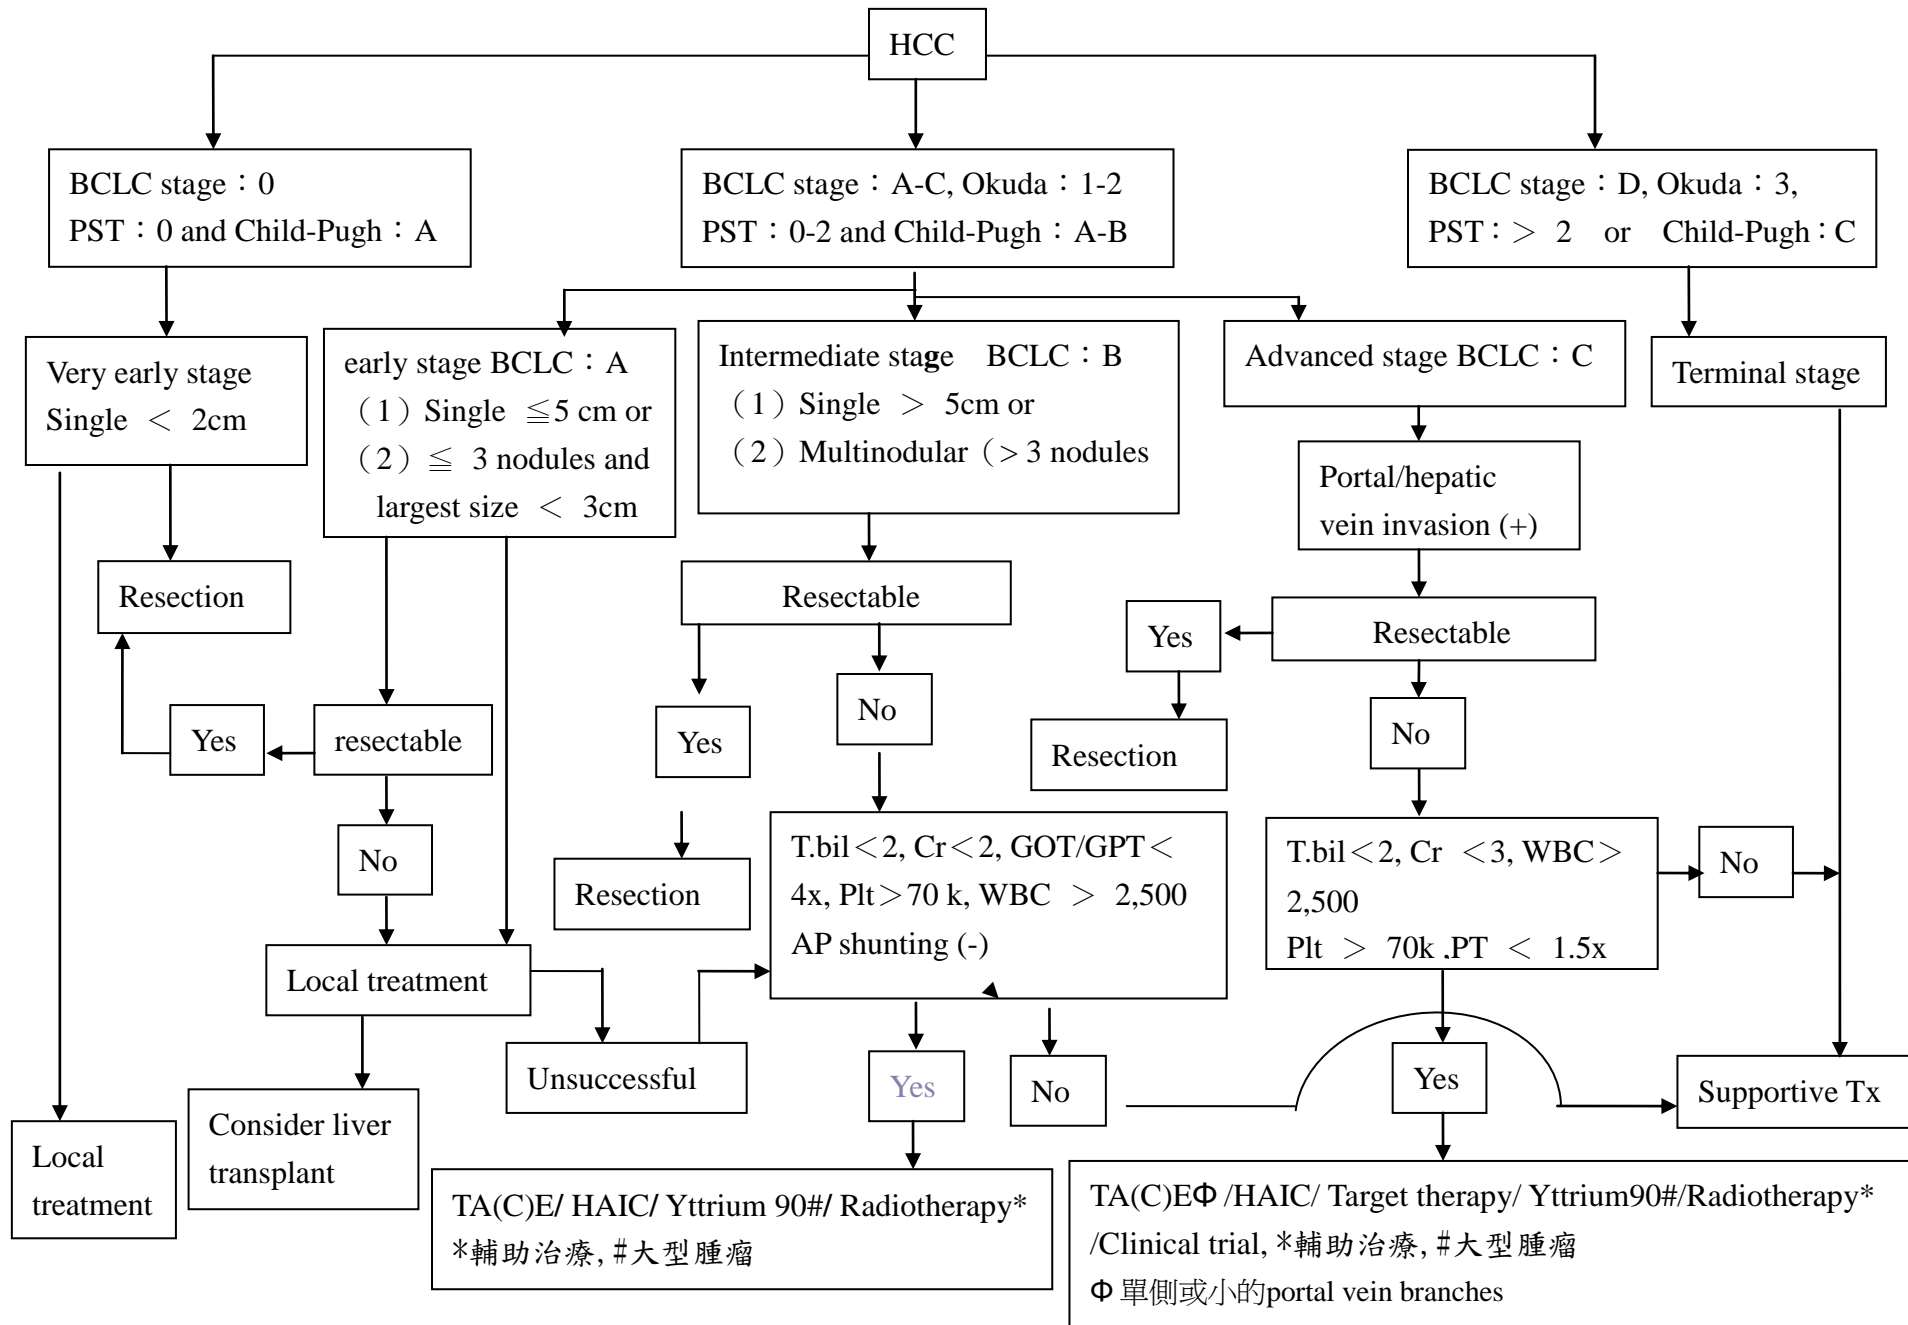 HCC
BCLC stage：0
PST：0 and Child-Pugh：A
BCLC stage：A-C, Okuda：1-2
PST：0-2 and Child-Pugh：A-B
BCLC stage：D, Okuda：3,
PST：＞ 2 or Child-Pugh：C
Very early stage
Single ＜ 2cm
early stage BCLC：A
（1）Single ≦5 cm or
（2）≦ 3 nodules and
largest size ＜ 3cm
Intermediate stage BCLC：B
（1）Single ＞ 5cm or
（2）Multinodular（＞3 nodules
Advanced stage BCLC：C
Terminal stage
Portal/hepatic
vein invasion (+)
Resection
Resectable
Yes
Resectable
Yes
resectable
Yes
No
Resection
No
No
Resection
T.bil＜2, Cr＜2, GOT/GPT＜
4x, Plt＞70 k, WBC ＞ 2,500
AP shunting (-)
T.bil＜2, Cr ＜3, WBC＞
2,500
Plt ＞ 70k ,PT ＜ 1.5x
No
Local treatment
Unsuccessful
Yes
No
Yes
Supportive Tx
Local
treatment
Consider liver
transplant
TA(C)E/ HAIC/ Yttrium 90#/ Radiotherapy*
*輔助治療, #大型腫瘤
TA(C)EΦ /HAIC/ Target therapy/ Yttrium90#/Radiotherapy*
/Clinical trial, *輔助治療, #大型腫瘤
Φ 單側或小的portal vein branches